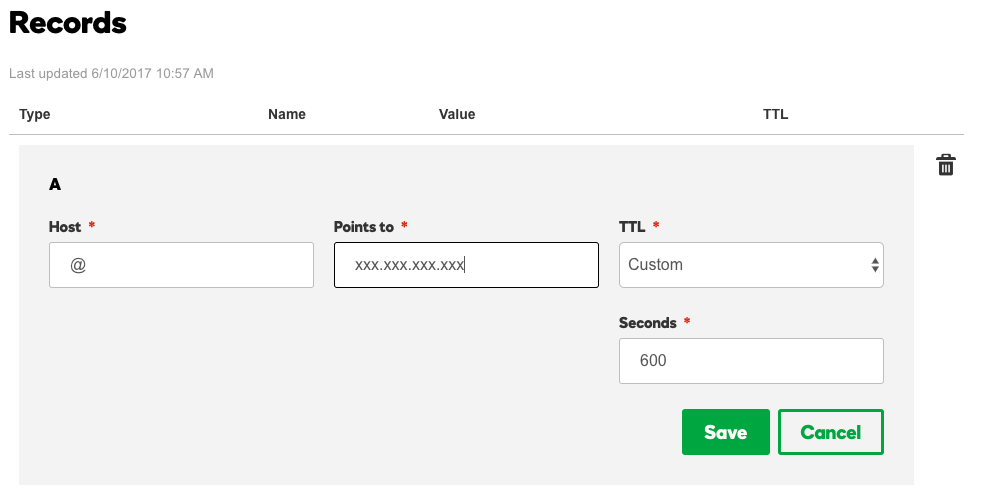 Records
Last updated 6/10/2017 10:57 AM
Type Name Value TTL
A
Host * Points to * TTL *
@ xxx.xxx.xxx.xxx Custom
Seconds *
600
Save Cancel